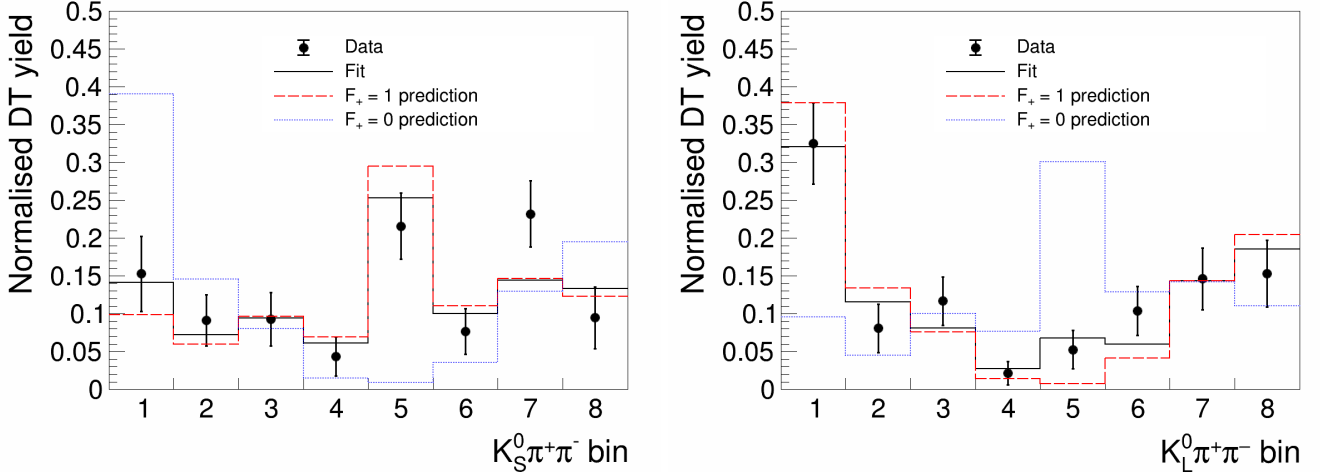 Normalised DT yield
0.5
0.45
0.4
0.35
0.3
0.25
0.2
0.15
0.1
0.05
0
Data
Fit
F₊ = 1 prediction
F₊ = 0 prediction
1 2 3 4 5 6 7 8
K⁰_S π⁺π⁻ bin
Normalised DT yield
0.5
0.45
0.4
0.35
0.3
0.25
0.2
0.15
0.1
0.05
0
Data
Fit
F₊ = 1 prediction
F₊ = 0 prediction
1 2 3 4 5 6 7 8
K⁰_L π⁺π⁻ bin